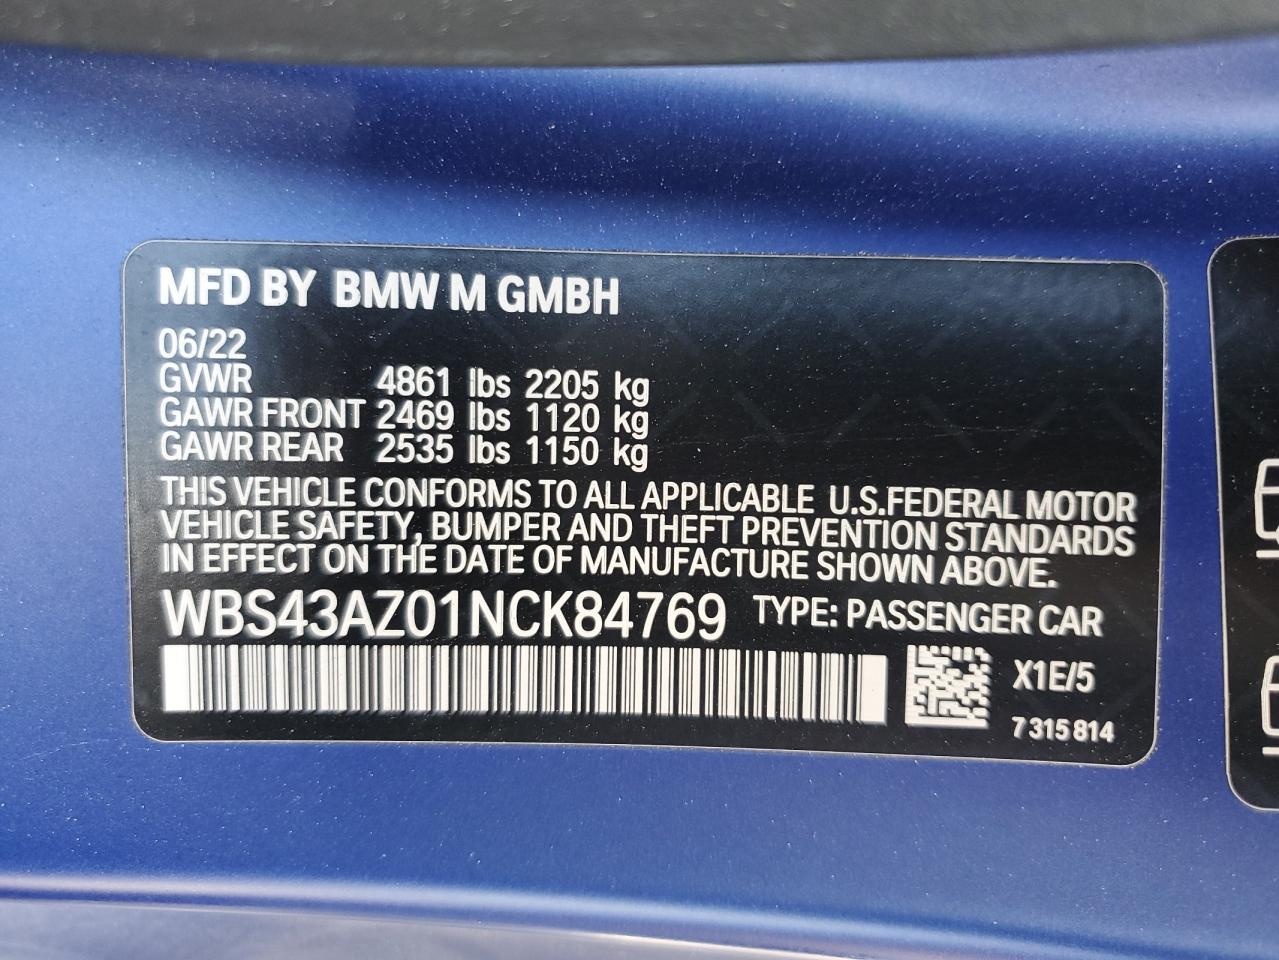 MFD BY BMW M GMBH
06/22
GVWR 4861 lbs 2205 kg
GAWR FRONT 2469 lbs 1120 kg
GAWR REAR 2535 lbs 1150 kg
THIS VEHICLE CONFORMS TO ALL APPLICABLE U.S.FEDERAL MOTOR
VEHICLE SAFETY, BUMPER AND THEFT PREVENTION STANDARDS
IN EFFECT ON THE DATE OF MANUFACTURE SHOWN ABOVE.
WBS43AZ01NCK84769 TYPE: PASSENGER CAR
X1E/5
7 315 814